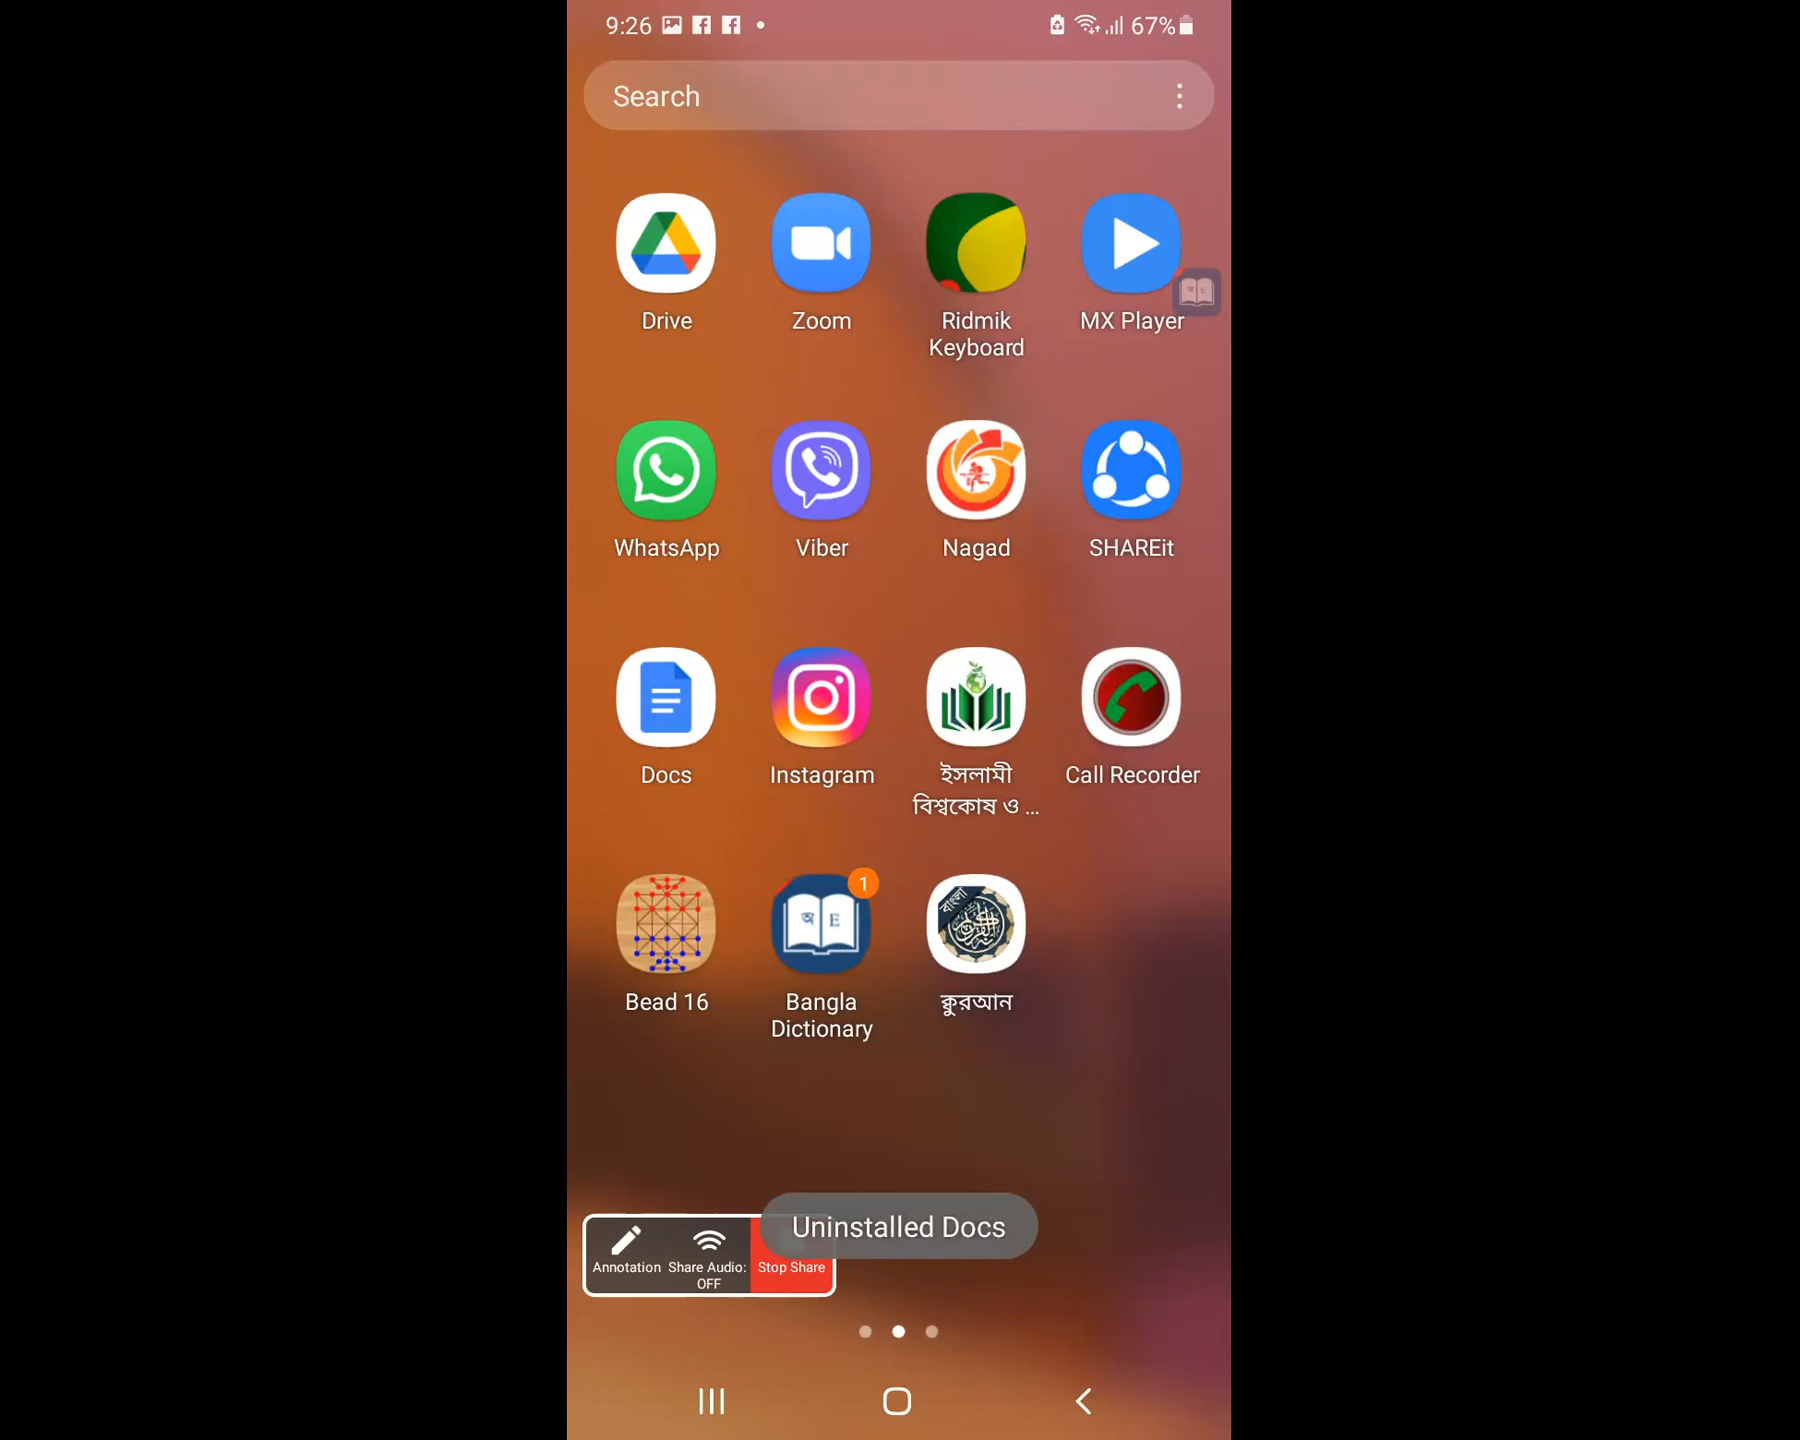 9:26
67%
Search
Drive
Zoom
Ridmik
Keyboard
MX Player
WhatsApp
Viber
Nagad
SHAREit
Docs
Instagram
ইসলামী
বিশ্বকোষ ও ...
Call Recorder
Bead 16
1
অ E
Bangla
Dictionary
বাংলা
কুরআন
Uninstalled Docs
Annotation
Share Audio:
OFF
Stop Share